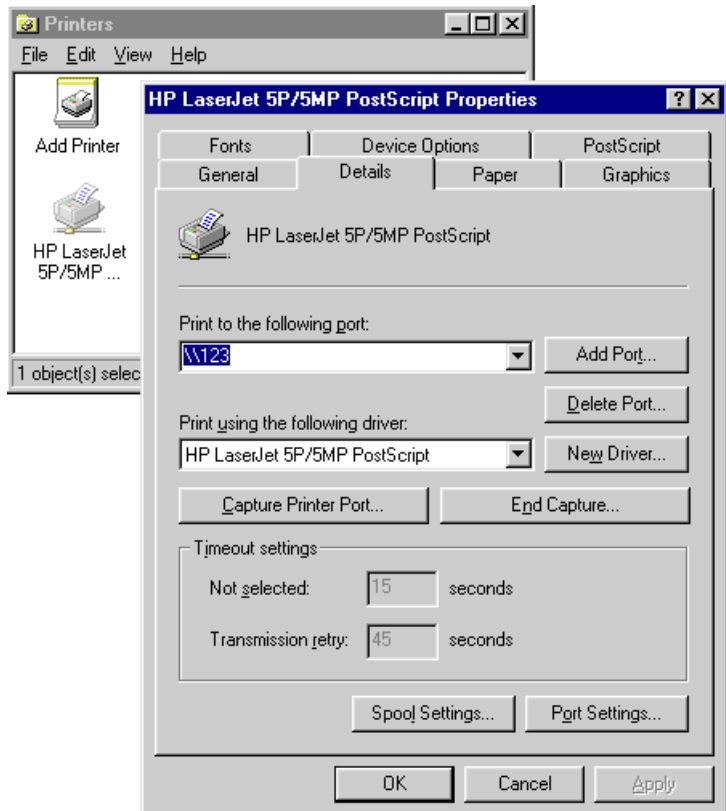 Printers
File Edit View Help
Add Printer
HP LaserJet
5P/5MP ...
1 object(s) selec
HP LaserJet 5P/5MP PostScript Properties
Fonts Device Options PostScript
General Details Paper Graphics
HP LaserJet 5P/5MP PostScript
Print to the following port:
\\123 Add Port...
Delete Port...
Print using the following driver:
HP LaserJet 5P/5MP PostScript New Driver...
Capture Printer Port... End Capture...
Timeout settings
Not selected: 15 seconds
Transmission retry: 45 seconds
Spool Settings... Port Settings...
OK Cancel Apply